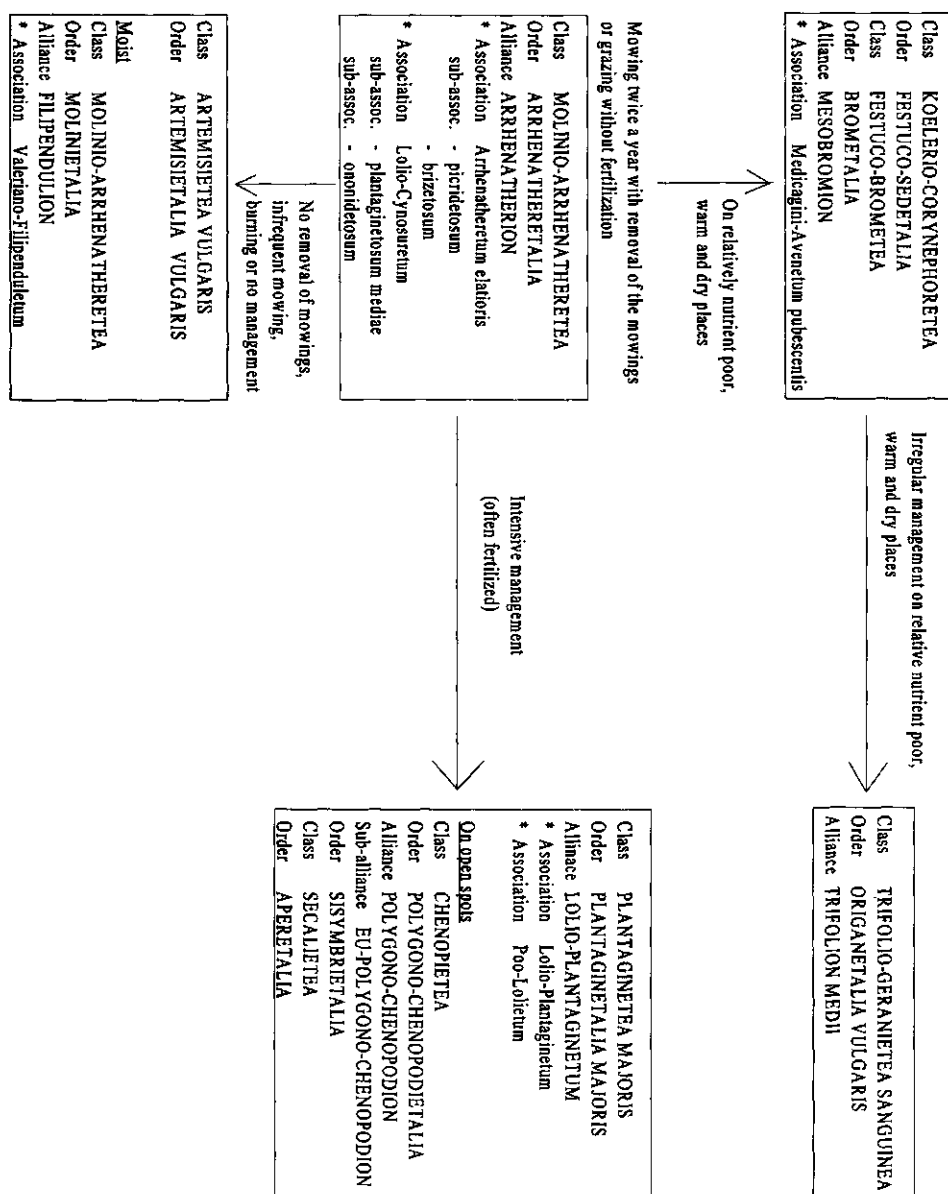 Class KOELERIO-CORYNEPHORETEA
Order FESTUCO-SEDETALIA
Class FESTUCO-BROMETEA
Order BROMETALIA
Alliance MESOBROMION
* Association Medicagini-Avenetum pubescentis
Irregular management on relative nutrient poor,
warm and dry places
Class TRIFOLIO-GERANIETEA SANGUINEA
Order ORIGANETALIA VULGARIS
Alliance TRIFOLION MEDII
On relatively nutrient poor,
warm and dry places
Mowing twice a year with removal of the mowings
or grazing without fertilization
Class MOLINIO-ARRHENATHERETEA
Order ARRHENATHERETALIA
Alliance ARRHENATHERION
* Association Arrhenatheretum elatioris
sub-assoc. - picridetosum
- brizetosum
* Association Lolio-Cynosuretum
sub-assoc. - plantaginetosum mediae
sub-assoc. - ononidetosum
Intensive management
(often fertilized)
Class PLANTAGINETEA MAJORIS
Order PLANTAGINETALIA MAJORIS
Allinace LOLIO-PLANTAGINETUM
* Association Lolio-Plantaginetum
* Association Poo-Lolietum
On open spots
Class CHENOPIETEA
Order POLYGONO-CHENOPODIETALIA
Alliance POLYGONO-CHENOPODION
Sub-alliance EU-POLYGONO-CHENOPODION
Order SISYMBRIETALIA
Class SECALIETEA
Order APERETALIA
No removal of mowings,
infrequent mowing,
burning or no management
Class ARTEMISIETEA VULGARIS
Order ARTEMISIETALIA VULGARIS
Moist
Class MOLINIO-ARRHENATHERETEA
Order MOLINIETALIA
Alliance FILIPENDULION
* Association Valeriano-Filipenduletum